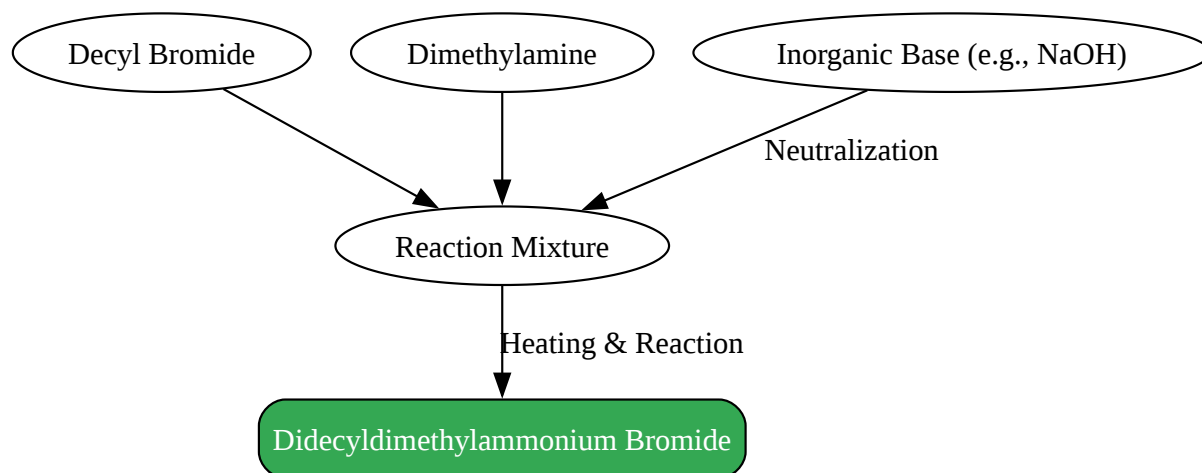 Decyl Bromide
Dimethylamine
Inorganic Base (e.g., NaOH)
Neutralization
Reaction Mixture
Heating & Reaction
Didecyldimethylammonium Bromide